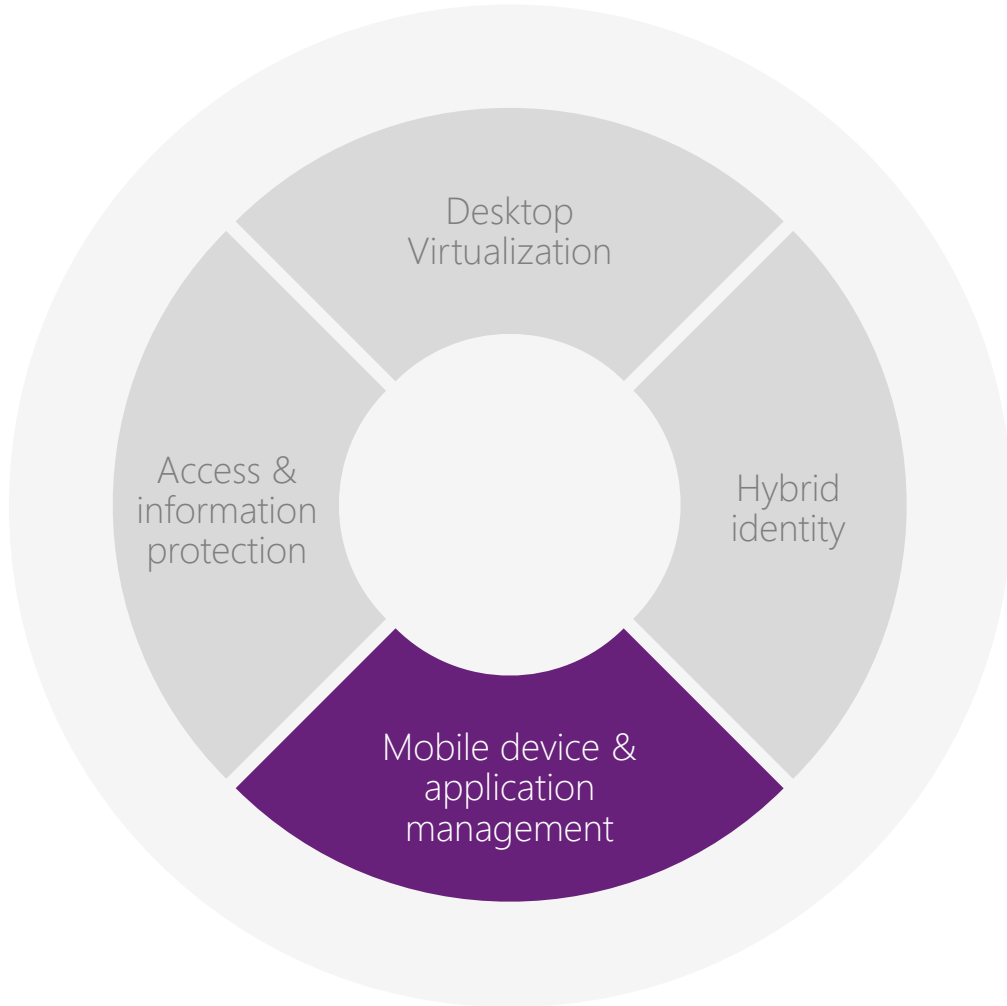 Desktop
Virtualization
Access &
information
protection
Hybrid
identity
Mobile device &
application
management